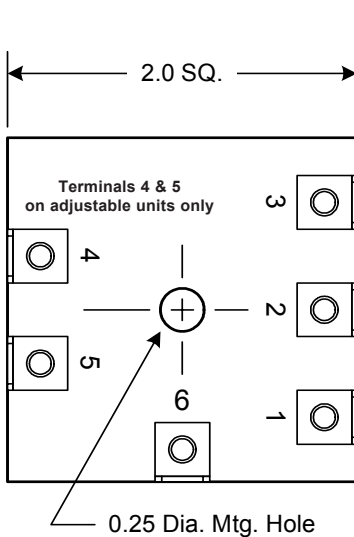 2.0 SQ.
Terminals 4 & 5
on adjustable units only
3
4
2
5
6
1
0.25 Dia. Mtg. Hole